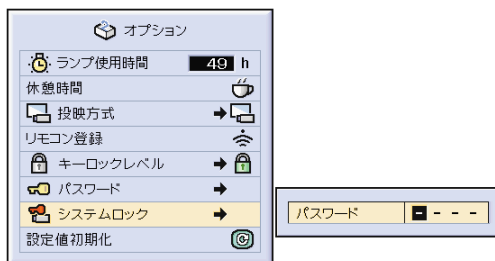 オプション
ランプ使用時間 49 h
休憩時間
投映方式
リモコン登録
キーロックレベル
パスワード
システムロック
設定値初期化
パスワード - - - -